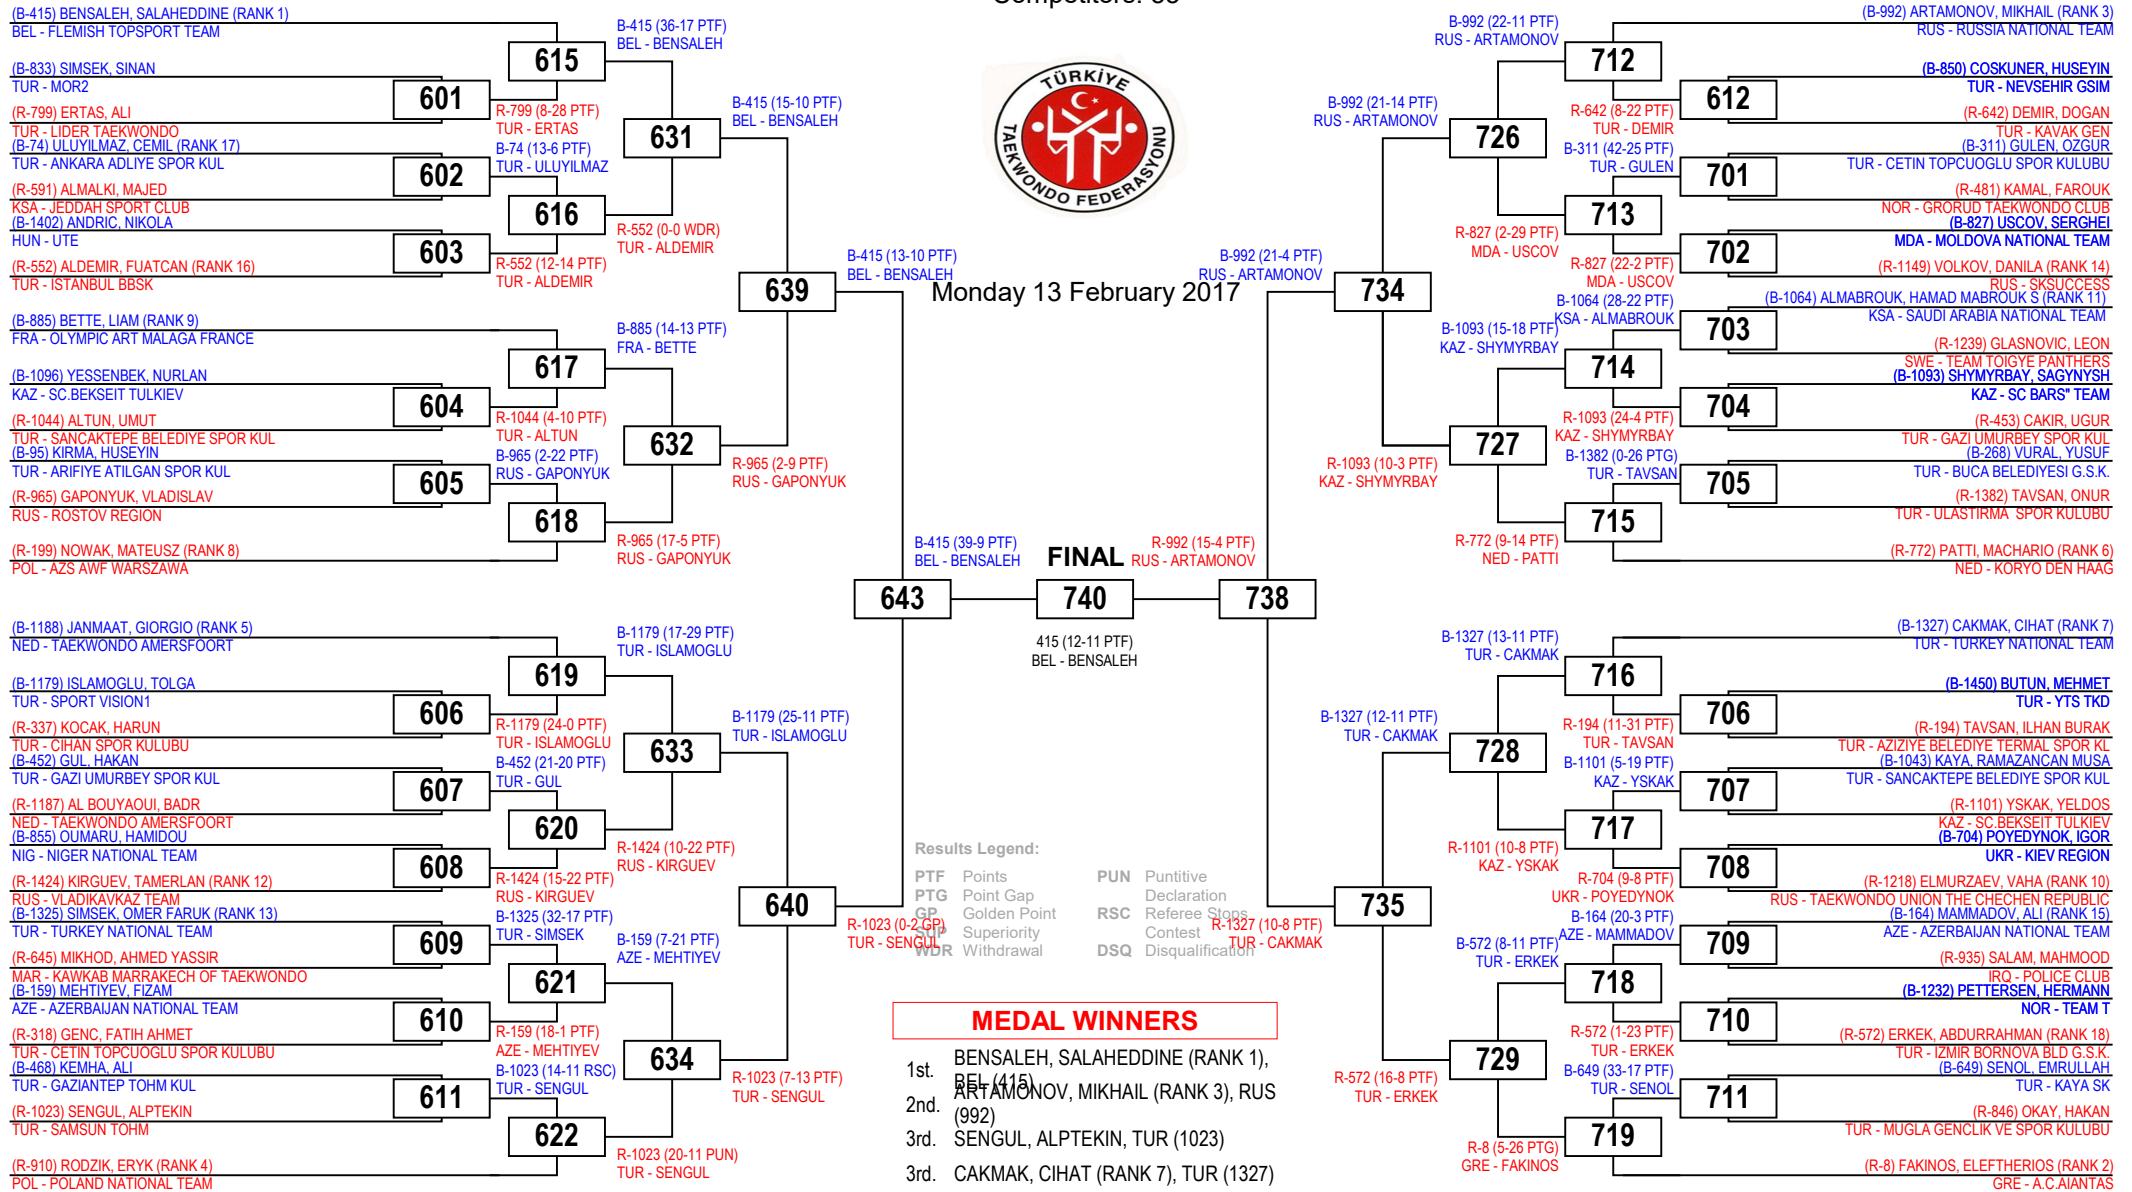 (B-415) BENSALEH, SALAHEDDINE (RANK 1)
BEL - FLEMISH TOPSPORT TEAM
(B-833) SIMSEK, SINAN
TUR - MOR2
(R-799) ERTAS, ALI
TUR - LIDER TAEKWONDO
(B-74) ULUYILMAZ, CEMIL (RANK 17)
TUR - ANKARA ADLIYE SPOR KUL
(R-591) ALMALKI, MAJED
KSA - JEDDAH SPORT CLUB
(B-1402) ANDRIC, NIKOLA
HUN - UTE
(R-552) ALDEMIR, FUATCAN (RANK 16)
TUR - ISTANBUL BBSK
(B-885) BETTE, LIAM (RANK 9)
FRA - OLYMPIC ART MALAGA FRANCE
(B-1096) YESSENBEK, NURLAN
KAZ - SC.BEKSEIT TULKIEV
(R-1044) ALTUN, UMUT
TUR - SANCAKTEPE BELEDIYE SPOR KUL
(B-95) KIRMA, HUSEYIN
TUR - ARIFIYE ATILGAN SPOR KUL
(R-965) GAPONYUK, VLADISLAV
RUS - ROSTOV REGION
(R-199) NOWAK, MATEUSZ (RANK 8)
POL - AZS AWF WARSZAWA
(B-1188) JANMAAT, GIORGIO (RANK 5)
NED - TAEKWONDO AMERSFOORT
(B-1179) ISLAMOGLU, TOLGA
TUR - SPORT VISION1
(R-337) KOCAK, HARUN
TUR - CIHAN SPOR KULUBU
(B-452) GUL, HAKAN
TUR - GAZI UMURBEY SPOR KUL
(R-1187) AL BOUYAOUI, BADR
NED - TAEKWONDO AMERSFOORT
(B-855) OUMARU, HAMIDOU
NIG - NIGER NATIONAL TEAM
(R-1424) KIRGUEV, TAMERLAN (RANK 12)
RUS - VLADIKAVKAZ TEAM
(B-1325) SIMSEK, OMER FARUK (RANK 13)
TUR - TURKEY NATIONAL TEAM
(R-645) MIKHOD, AHMED YASSIR
MAR - KAWKAB MARRAKECH OF TAEKWONDO
(B-159) MEHTIYEV, FIZAM
AZE - AZERBAIJAN NATIONAL TEAM
(R-318) GENC, FATIH AHMET
TUR - CETIN TOPCUOGLU SPOR KULUBU
(B-468) KEMHA, ALI
TUR - GAZIANTEP TOHM KUL
(R-1023) SENGUL, ALPTEKIN
TUR - SAMSUN TOHM
(R-910) RODZIK, ERYK (RANK 4)
POL - POLAND NATIONAL TEAM
601
602
603
604
605
606
607
608
609
610
611
615
R-799 (8-28 PTF)
TUR - ERTAS
B-74 (13-6 PTF)
TUR - ULUYILMAZ
616
R-552 (12-14 PTF)
TUR - ALDEMIR
617
R-1044 (4-10 PTF)
TUR - ALTUN
B-965 (2-22 PTF)
RUS - GAPONYUK
618
619
R-1179 (24-0 PTF)
TUR - ISLAMOGLU
B-452 (21-20 PTF)
TUR - GUL
620
R-1424 (15-22 PTF)
RUS - KIRGUEV
B-1325 (32-17 PTF)
TUR - SIMSEK
621
R-159 (18-1 PTF)
AZE - MEHTIYEV
B-1023 (14-11 RSC)
TUR - SENGUL
622
B-415 (36-17 PTF)
BEL - BENSALEH
631
R-552 (0-0 WDR)
TUR - ALDEMIR
B-885 (14-13 PTF)
FRA - BETTE
632
R-965 (17-5 PTF)
RUS - GAPONYUK
B-1179 (17-29 PTF)
TUR - ISLAMOGLU
633
R-1424 (10-22 PTF)
RUS - KIRGUEV
B-159 (7-21 PTF)
AZE - MEHTIYEV
634
R-1023 (20-11 PUN)
TUR - SENGUL
B-415 (15-10 PTF)
BEL - BENSALEH
639
R-965 (2-9 PTF)
RUS - GAPONYUK
B-1179 (25-11 PTF)
TUR - ISLAMOGLU
640
R-1023 (7-13 PTF)
TUR - SENGUL
B-415 (13-10 PTF)
BEL - BENSALEH
643
R-1023 (0-2 GP)
TUR - SENGUL
TÜRKİYE
TAEKWONDO FEDERASYONU
Monday 13 February 2017
B-415 (39-9 PTF)
BEL - BENSALEH
FINAL
R-992 (15-4 PTF)
RUS - ARTAMONOV
740
415 (12-11 PTF)
BEL - BENSALEH
Results Legend:
PTF Points
PTG Point Gap
GP Golden Point
SUP Superiority
WDR Withdrawal
PUN Puntitive
Declaration
RSC Referee Stops
Contest
DSQ Disqualification
MEDAL WINNERS
1st. BENSALEH, SALAHEDDINE (RANK 1),
BEL (415)
2nd. ARTAMONOV, MIKHAIL (RANK 3), RUS
(992)
3rd. SENGUL, ALPTEKIN, TUR (1023)
3rd. CAKMAK, CIHAT (RANK 7), TUR (1327)
B-992 (21-4 PTF)
RUS - ARTAMONOV
738
R-1327 (10-8 PTF)
TUR - CAKMAK
B-992 (21-14 PTF)
RUS - ARTAMONOV
734
R-1093 (10-3 PTF)
KAZ - SHYMYRBAY
B-1327 (12-11 PTF)
TUR - CAKMAK
735
R-572 (16-8 PTF)
TUR - ERKEK
B-992 (22-11 PTF)
RUS - ARTAMONOV
726
R-827 (2-29 PTF)
MDA - USCOV
B-1093 (15-18 PTF)
KAZ - SHYMYRBAY
727
R-772 (9-14 PTF)
NED - PATTI
B-1327 (13-11 PTF)
TUR - CAKMAK
728
R-1101 (10-8 PTF)
KAZ - YSKAK
B-572 (8-11 PTF)
TUR - ERKEK
729
R-8 (5-26 PTG)
GRE - FAKINOS
712
R-642 (8-22 PTF)
TUR - DEMIR
B-311 (42-25 PTF)
TUR - GULEN
713
R-827 (22-2 PTF)
MDA - USCOV
B-1064 (28-22 PTF)
KSA - ALMABROUK
714
R-1093 (24-4 PTF)
KAZ - SHYMYRBAY
B-1382 (0-26 PTG)
TUR - TAVSAN
715
716
R-194 (11-31 PTF)
TUR - TAVSAN
B-1101 (5-19 PTF)
KAZ - YSKAK
717
R-704 (9-8 PTF)
UKR - POYEDYNOK
B-164 (20-3 PTF)
AZE - MAMMADOV
718
R-572 (1-23 PTF)
TUR - ERKEK
B-649 (33-17 PTF)
TUR - SENOL
719
612
701
702
703
704
705
706
707
708
709
710
711
(B-992) ARTAMONOV, MIKHAIL (RANK 3)
RUS - RUSSIA NATIONAL TEAM
(B-850) COSKUNER, HUSEYIN
TUR - NEVSEHIR GSIM
(R-642) DEMIR, DOGAN
TUR - KAVAK GEN
(B-311) GULEN, OZGUR
TUR - CETIN TOPCUOGLU SPOR KULUBU
(R-481) KAMAL, FAROUK
NOR - GRORUD TAEKWONDO CLUB
(B-827) USCOV, SERGHEI
MDA - MOLDOVA NATIONAL TEAM
(R-1149) VOLKOV, DANILA (RANK 14)
RUS - SKSUCCESS
(B-1064) ALMABROUK, HAMAD MABROUK S (RANK 11)
KSA - SAUDI ARABIA NATIONAL TEAM
(R-1239) GLASNOVIC, LEON
SWE - TEAM TOIGYE PANTHERS
(B-1093) SHYMYRBAY, SAGYNYSH
KAZ - SC BARS" TEAM
(R-453) CAKIR, UGUR
TUR - GAZI UMURBEY SPOR KUL
(B-268) VURAL, YUSUF
TUR - BUCA BELEDIYESI G.S.K.
(R-1382) TAVSAN, ONUR
TUR - ULASTIRMA SPOR KULUBU
(R-772) PATTI, MACHARIO (RANK 6)
NED - KORYO DEN HAAG
(B-1327) CAKMAK, CIHAT (RANK 7)
TUR - TURKEY NATIONAL TEAM
(B-1450) BUTUN, MEHMET
TUR - YTS TKD
(R-194) TAVSAN, ILHAN BURAK
TUR - AZIZIYE BELEDIYE TERMAL SPOR KL
(B-1043) KAYA, RAMAZANCAN MUSA
TUR - SANCAKTEPE BELEDIYE SPOR KUL
(R-1101) YSKAK, YELDOS
KAZ - SC.BEKSEIT TULKIEV
(B-704) POYEDYNOK, IGOR
UKR - KIEV REGION
(R-1218) ELMURZAEV, VAHA (RANK 10)
RUS - TAEKWONDO UNION THE CHECHEN REPUBLIC
(B-164) MAMMADOV, ALI (RANK 15)
AZE - AZERBAIJAN NATIONAL TEAM
(R-935) SALAM, MAHMOOD
IRQ - POLICE CLUB
(B-1232) PETTERSEN, HERMANN
NOR - TEAM T
(R-572) ERKEK, ABDURRAHMAN (RANK 18)
TUR - IZMIR BORNOVA BLD G.S.K.
(B-649) SENOL, EMRULLAH
TUR - KAYA SK
(R-846) OKAY, HAKAN
TUR - MUGLA GENCLIK VE SPOR KULUBU
(R-8) FAKINOS, ELEFTHERIOS (RANK 2)
GRE - A.C.AIANTAS